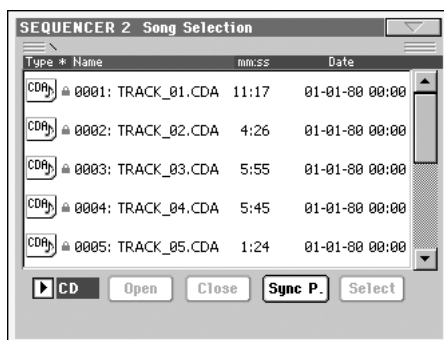 SEQUENCER 2 Song Selection
Type * Name mm:ss Date
CDA 0001: TRACK_01.CDA 11:17 01-01-80 00:00
CDA 0002: TRACK_02.CDA 4:26 01-01-80 00:00
CDA 0003: TRACK_03.CDA 5:55 01-01-80 00:00
CDA 0004: TRACK_04.CDA 5:45 01-01-80 00:00
CDA 0005: TRACK_05.CDA 1:24 01-01-80 00:00
CD Open Close Sync P. Select